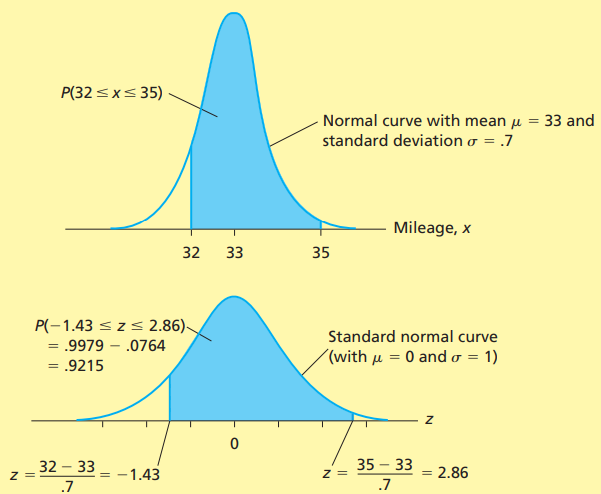 P(32 ≤ x ≤ 35)
Normal curve with mean μ = 33 and
standard deviation σ = .7
Mileage, x
32 33 35
P(−1.43 ≤ z ≤ 2.86)
= .9979 − .0764
= .9215
Standard normal curve
(with μ = 0 and σ = 1)
z
0
z = 32 − 33 / .7 = −1.43
z = 35 − 33 / .7 = 2.86